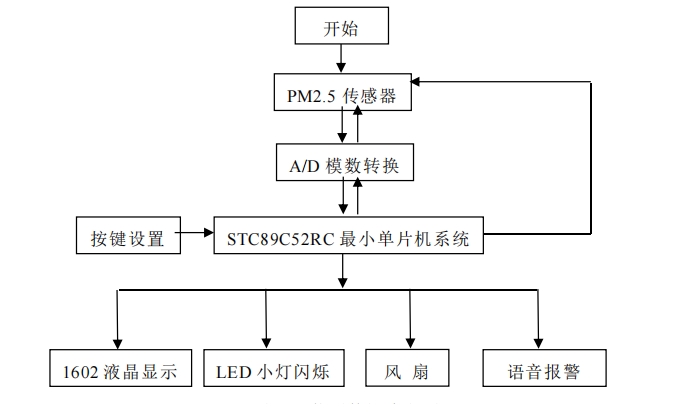 开始
PM2.5 传感器
A/D 模数转换
按键设置
STC89C52RC 最小单片机系统
1602 液晶显示
LED 小灯闪烁
风 扇
语音报警